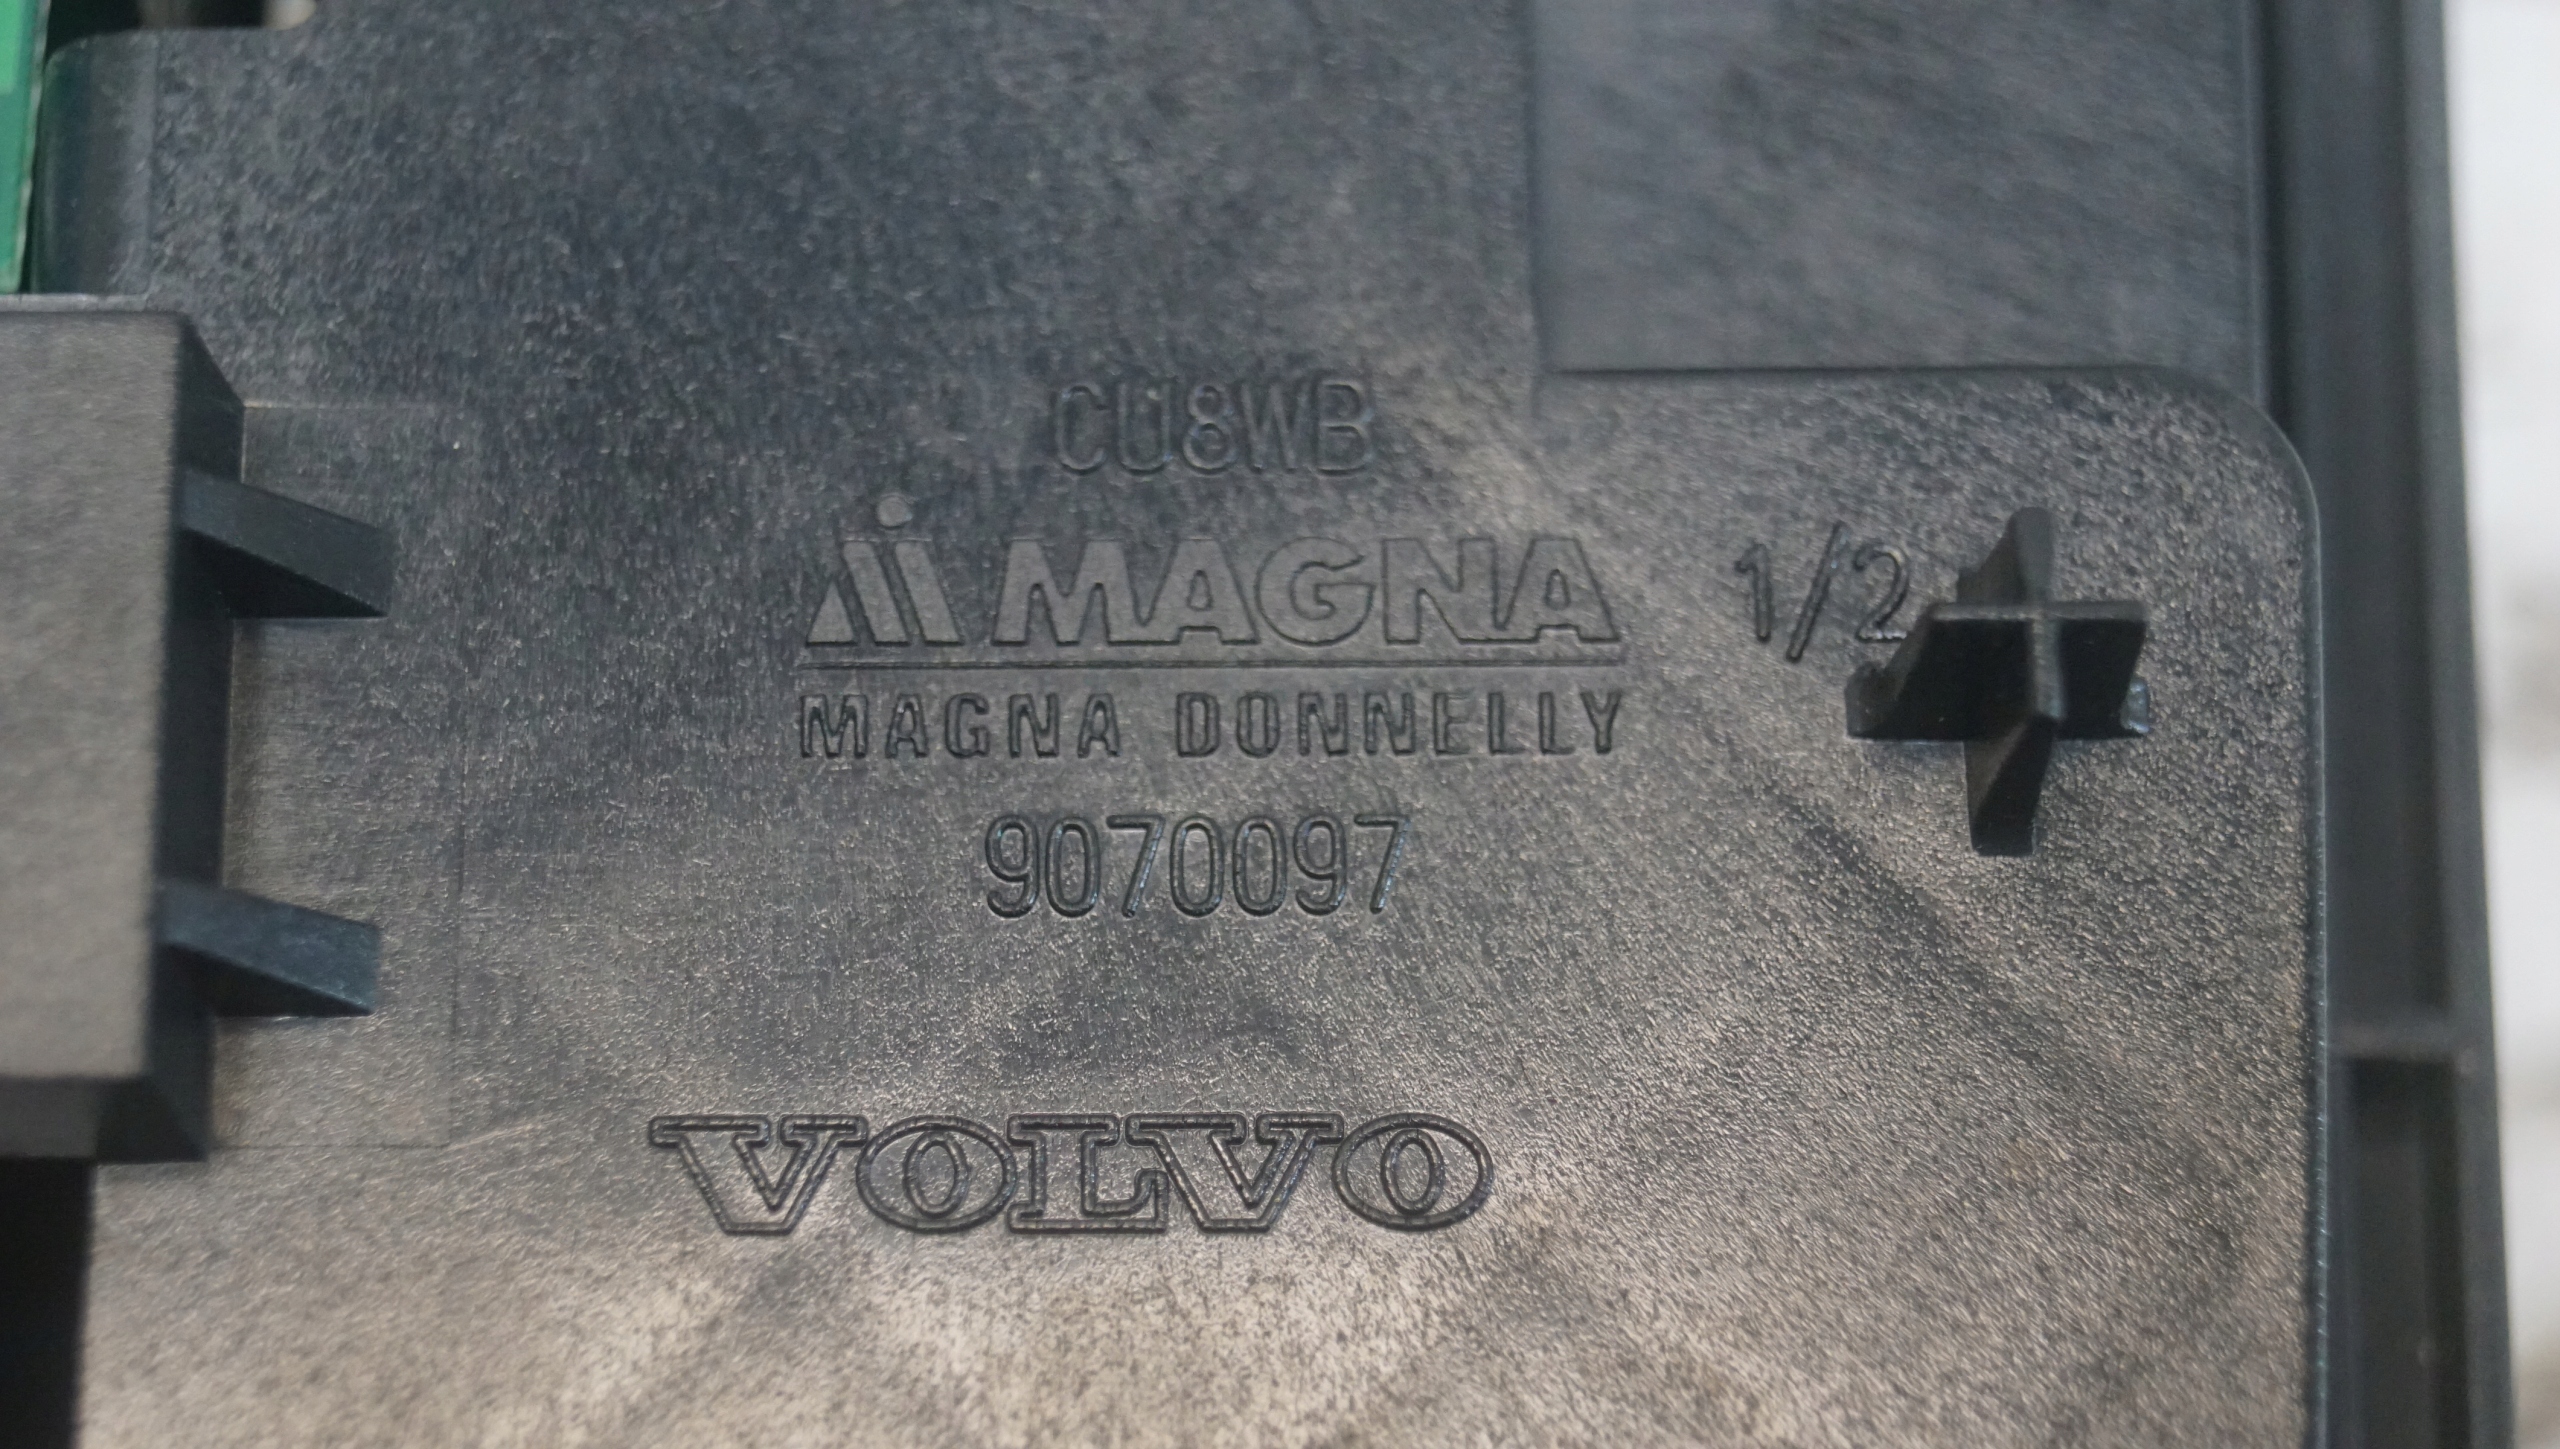 CU8WB
MAGNA 1/2
MAGNA DONNELLY
9070097
VOLVO